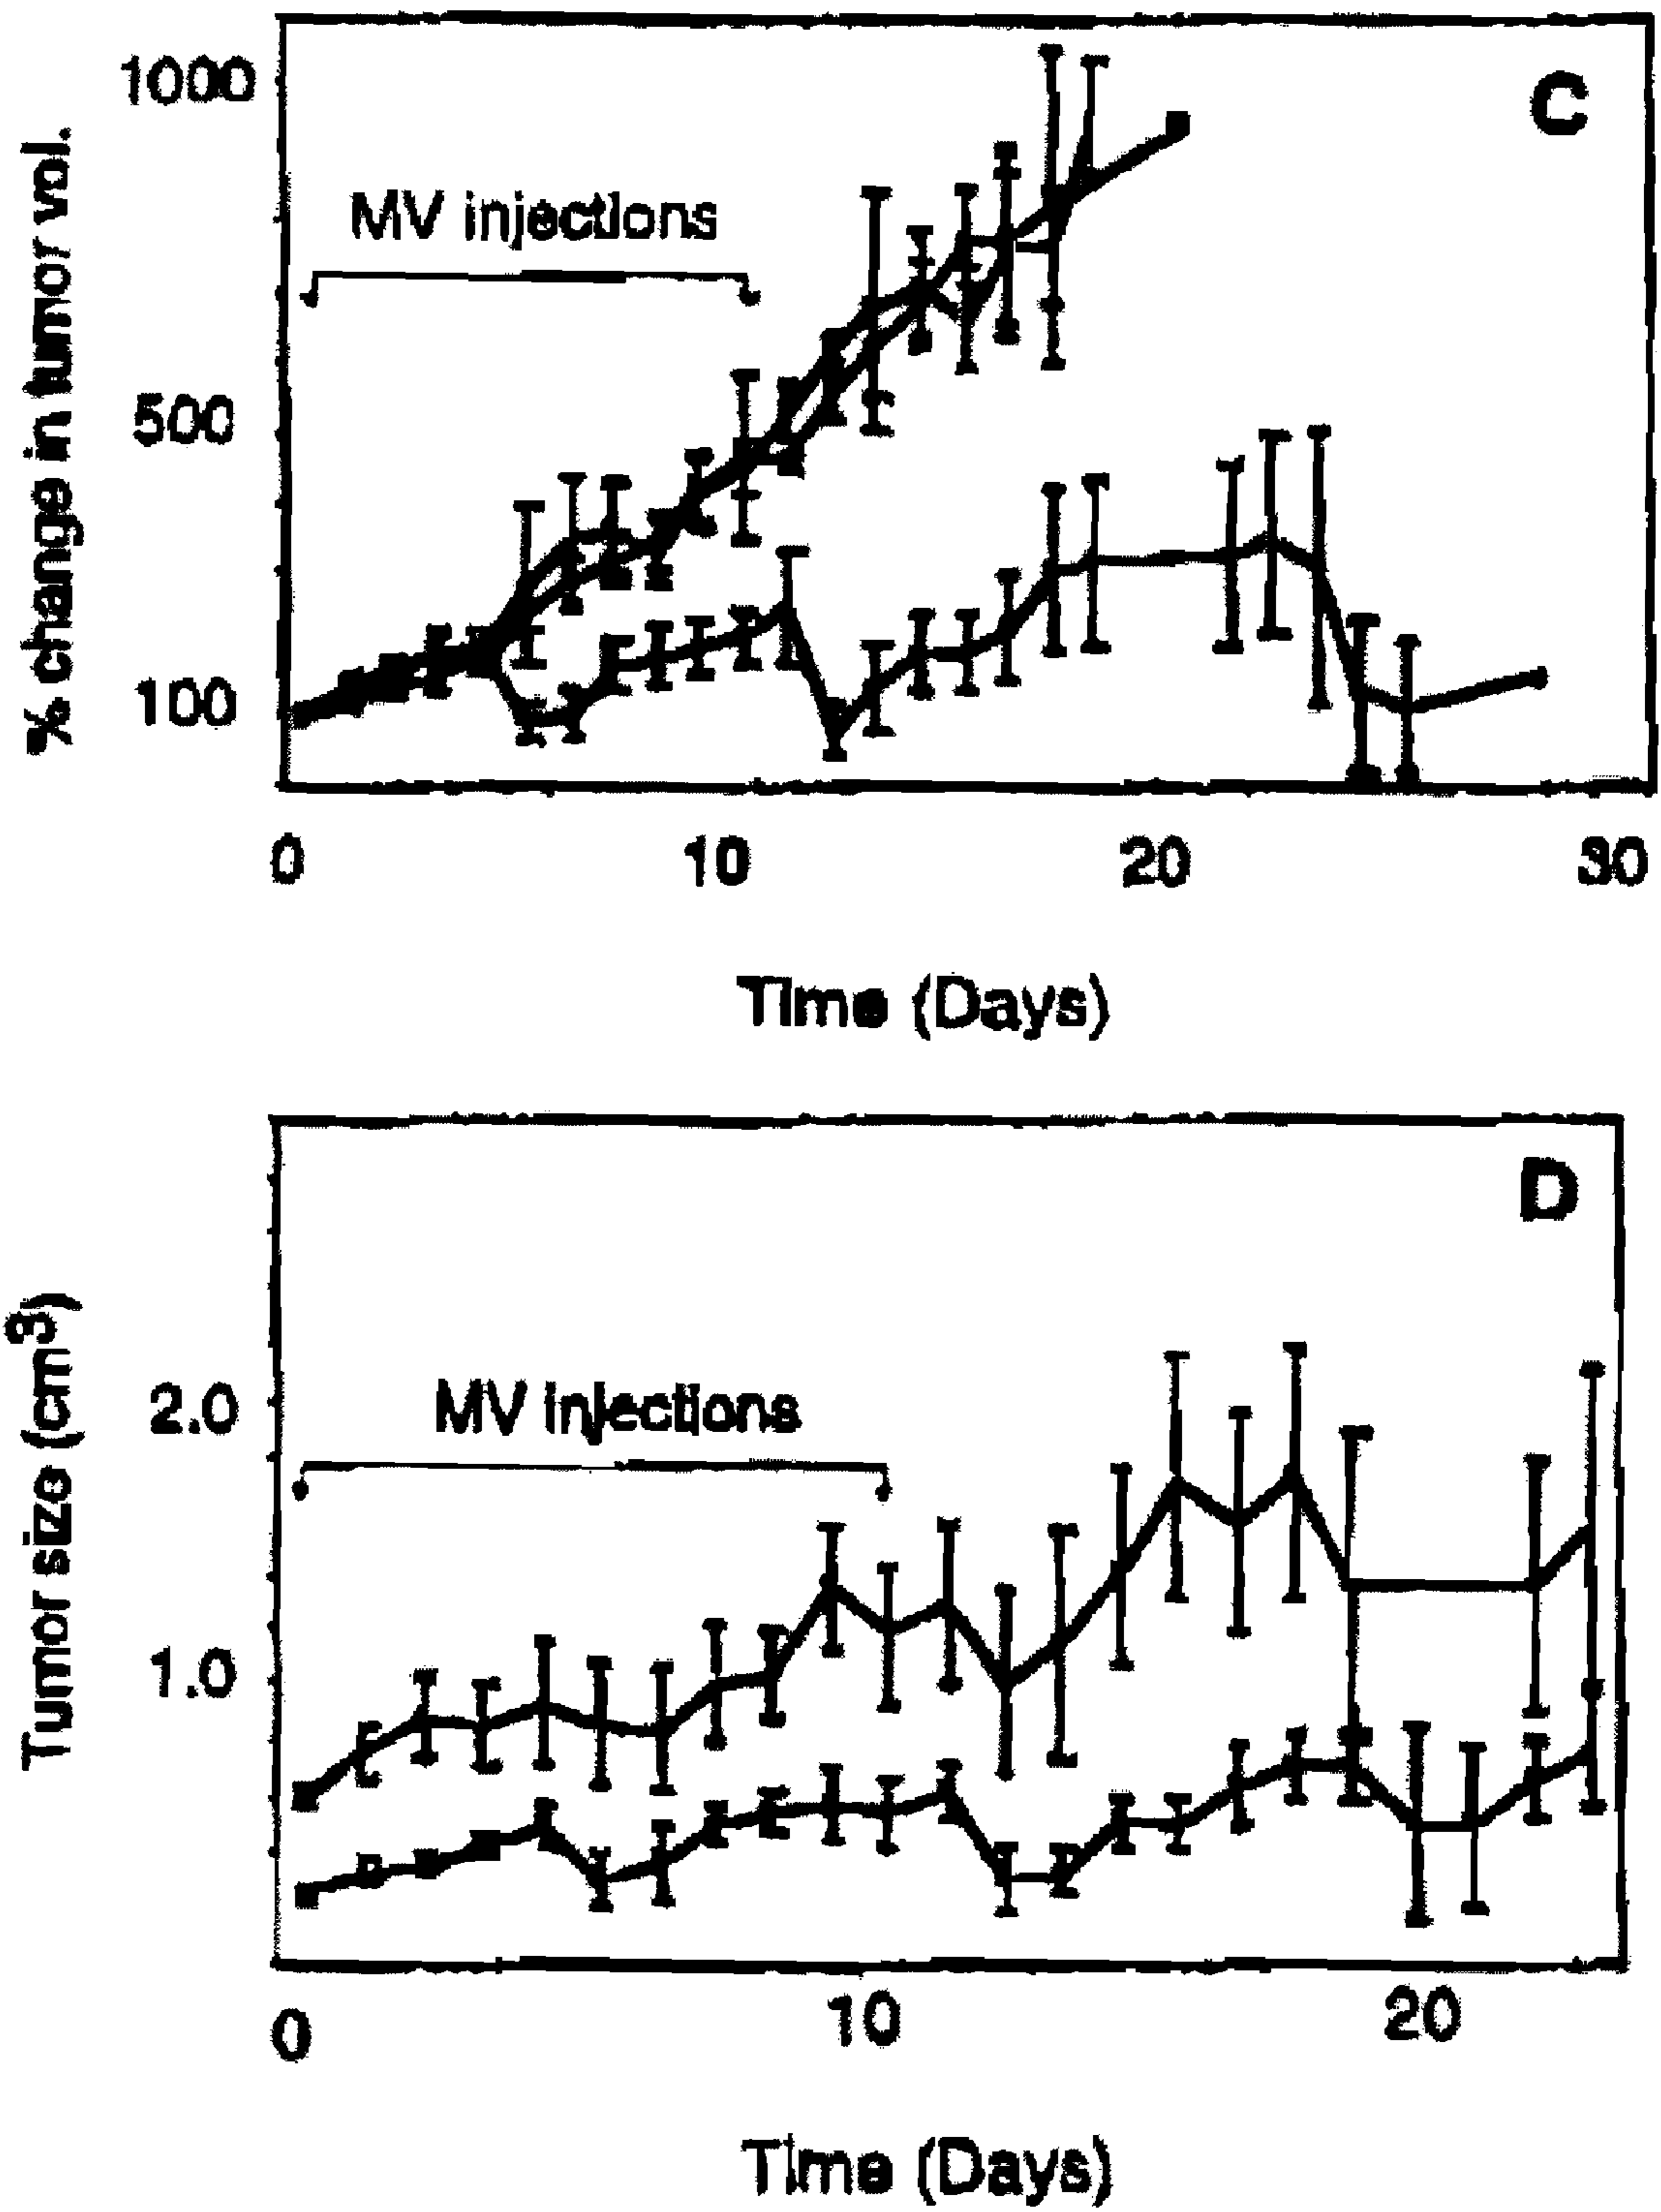 C
1000
500
100
% change in tumor vol.
MV injections
0 10 20 30
Time (Days)
D
2.0
1.0
Tumor size (cm³)
MV injections
0 10 20
Time (Days)